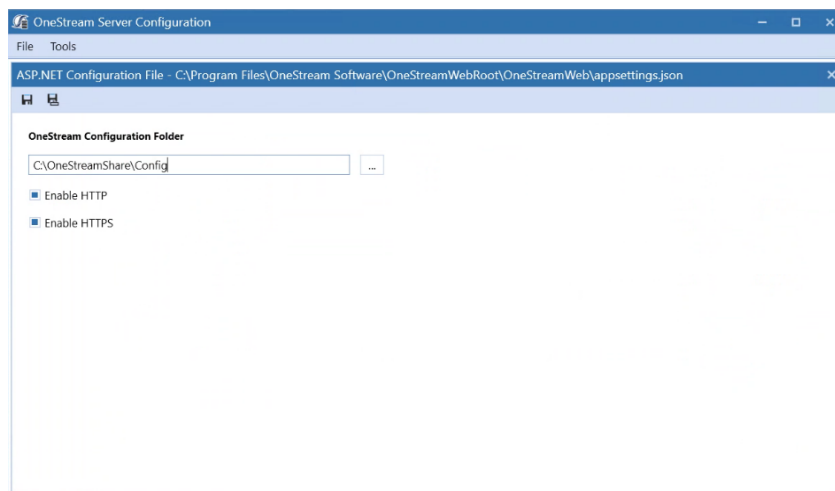 OneStream Server Configuration
File Tools
ASP.NET Configuration File - C:\Program Files\OneStream Software\OneStreamWebRoot\OneStreamWeb\appsettings.json
OneStream Configuration Folder
C:\OneStreamShare\Config
...
Enable HTTP
Enable HTTPS